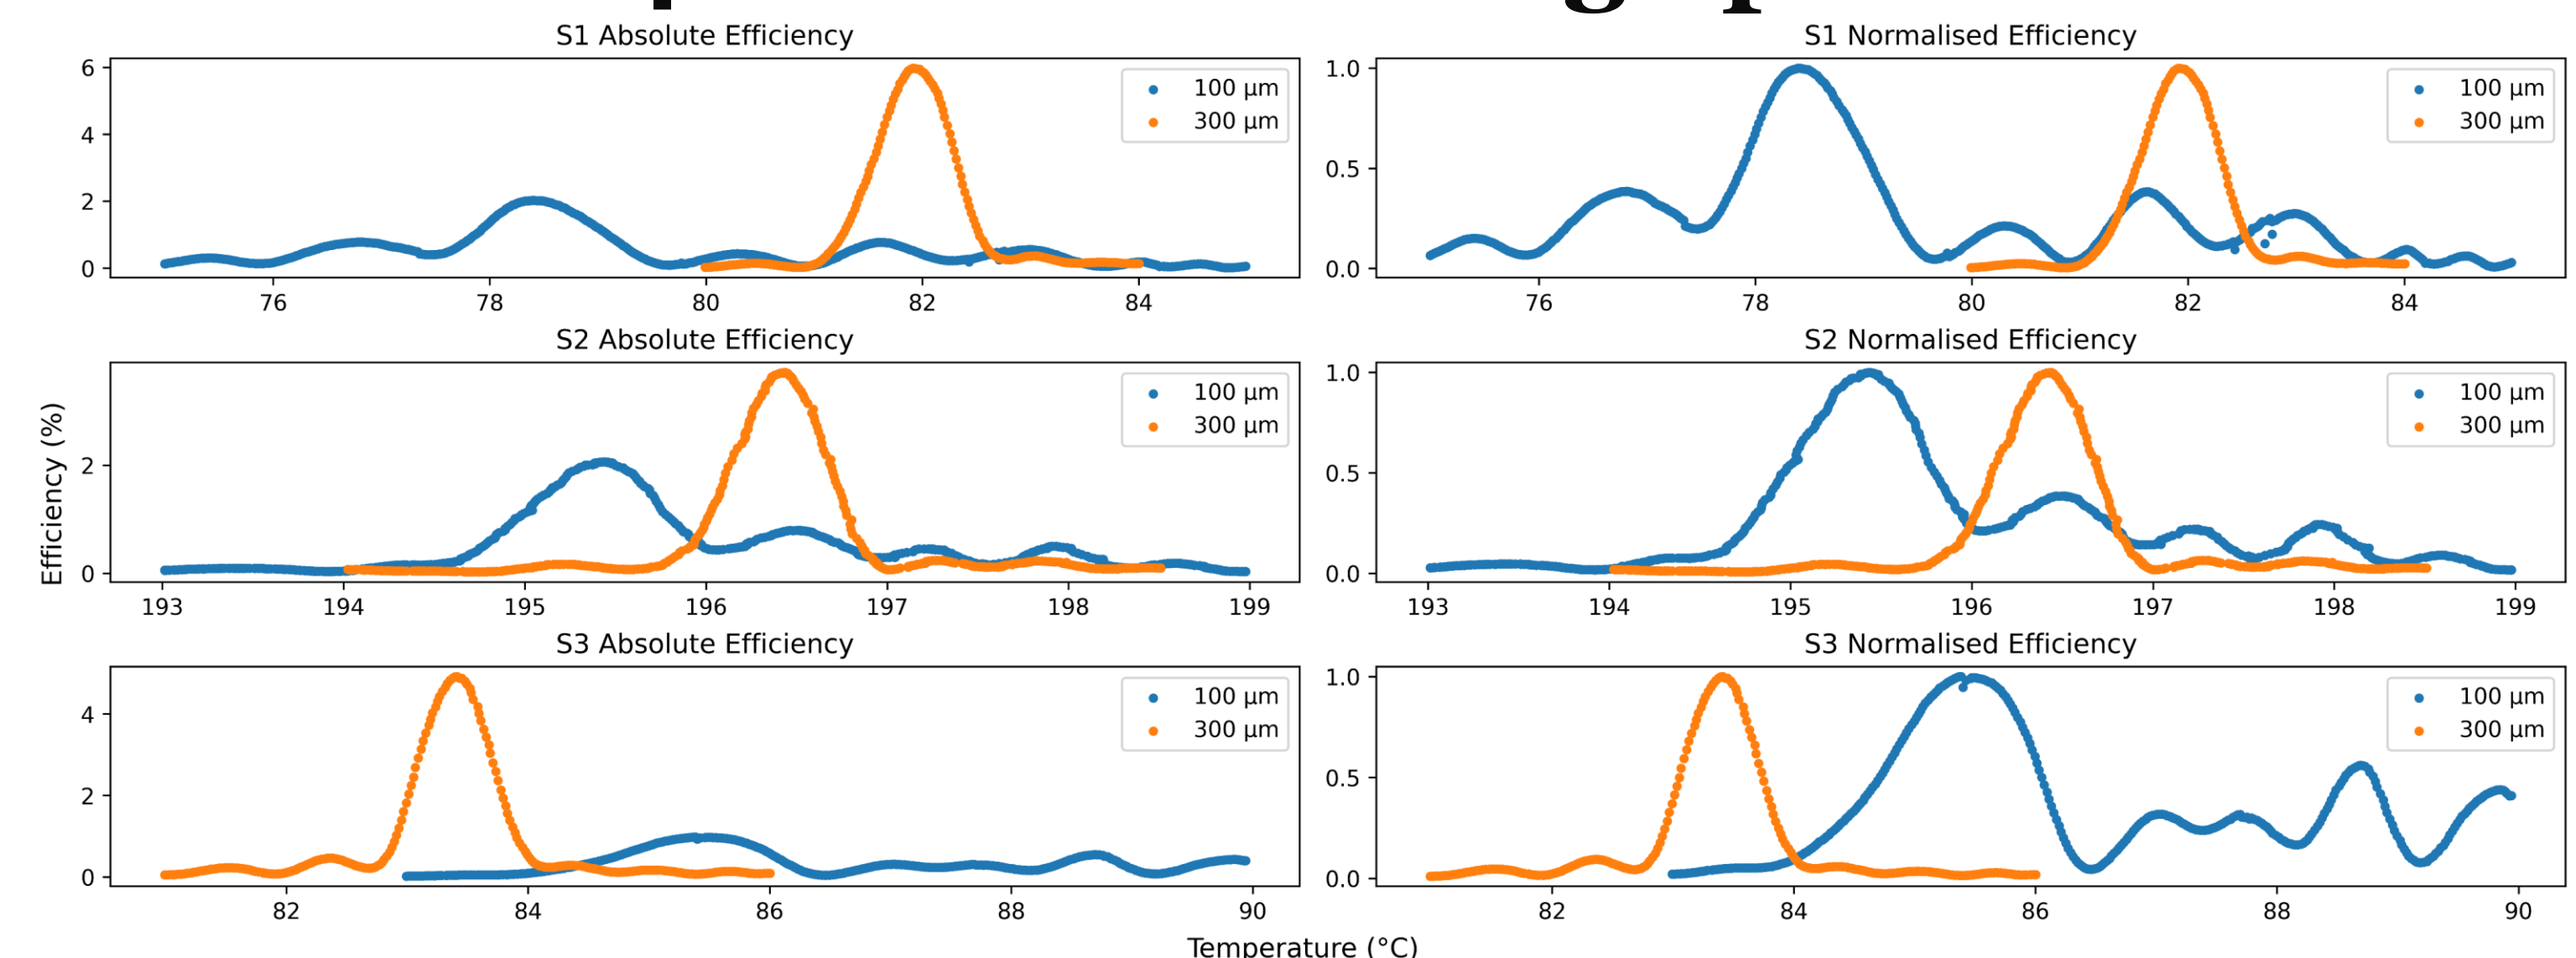 S1 Absolute Efficiency
6
4
2
0
76 78 80 82 84
100 μm
300 μm
S1 Normalised Efficiency
1.0
0.5
0.0
76 78 80 82 84
100 μm
300 μm
S2 Absolute Efficiency
2
0
193 194 195 196 197 198 199
100 μm
300 μm
S2 Normalised Efficiency
1.0
0.5
0.0
193 194 195 196 197 198 199
100 μm
300 μm
Efficiency (%)
S3 Absolute Efficiency
4
2
0
82 84 86 88 90
100 μm
300 μm
S3 Normalised Efficiency
1.0
0.5
0.0
82 84 86 88 90
100 μm
300 μm
Temperature (°C)